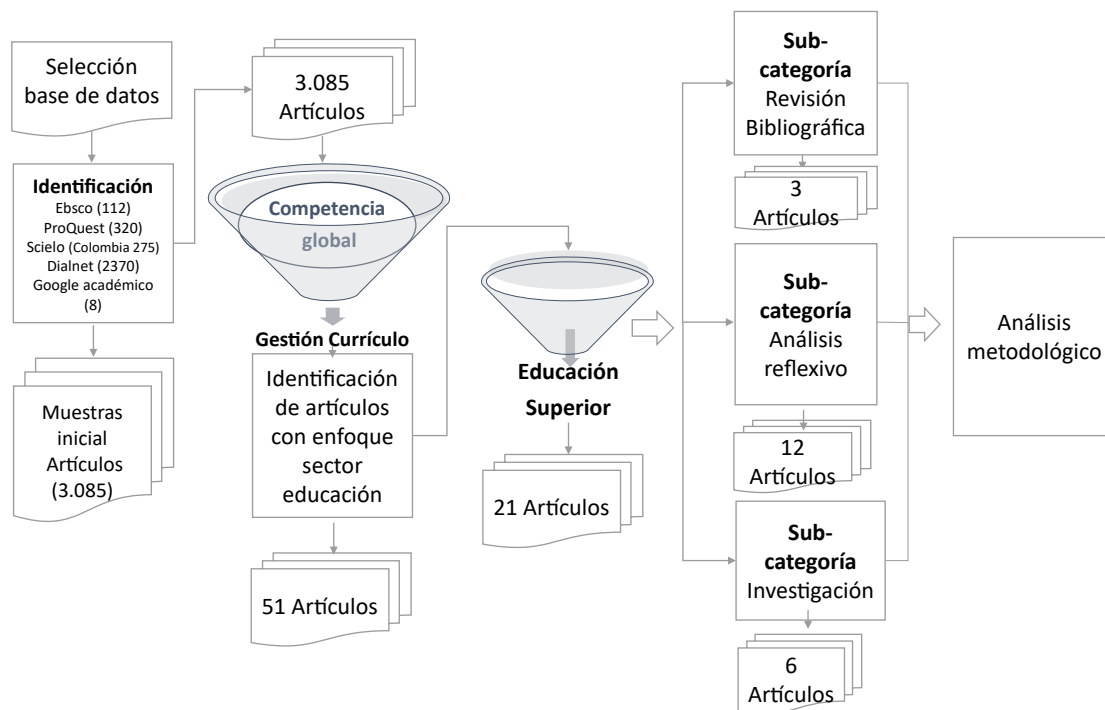 Selección
base de datos
Identificación
Ebsco (112)
ProQuest (320)
Scielo (Colombia 275)
Dialnet (2370)
Google académico
(8)
Muestras
inicial
Artículos
(3.085)
3.085
Artículos
Competencia
global
Gestión Currículo
Identificación
de artículos
con enfoque
sector
educación
51 Artículos
Educación
Superior
21 Artículos
Sub-
categoría
Revisión
Bibliográfica
3
Artículos
Sub-
categoría
Análisis
reflexivo
12
Artículos
Sub-
categoría
Investigación
6
Artículos
Análisis
metodológico